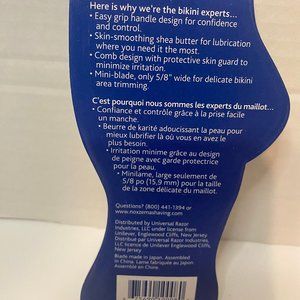 Here is why we're the bikini experts...
• Easy grip handle design for confidence
and control.
• Skin-smoothing shea butter for lubrication
where you need it the most.
• Comb design with protective skin guard to
minimize irritation.
• Mini-blade, only 5/8" wide for delicate bikini
area trimming.
C'est pourquoi nous sommes les experts du maillot...
• Confiance et contrôle grâce à la prise facile
un manche.
• Beurre de karité adoucissant la peau pour
mieux lubrifier là où vous en avez le
plus besoin.
• Irritation minime grâce au design
de peigne avec garde protectrice
pour la peau.
• Minilame, large seulement de
5/8 po (15,9 mm) pour la taille
de la zone délicate du maillot.
Questions? (800) 441-1394 or
www.noxzemashaving.com
Distributed by Universal Razor
Industries, LLC under license from
Unilever, Englewood Cliffs, New Jersey
Distribué par Universal Razor Industries,
LLC sous licence de Unilever, Englewood Cliffs,
New Jersey
Blade made in Japan. Assembled
in China. Lame fabriquée au Japon.
Assemblé en Chine.